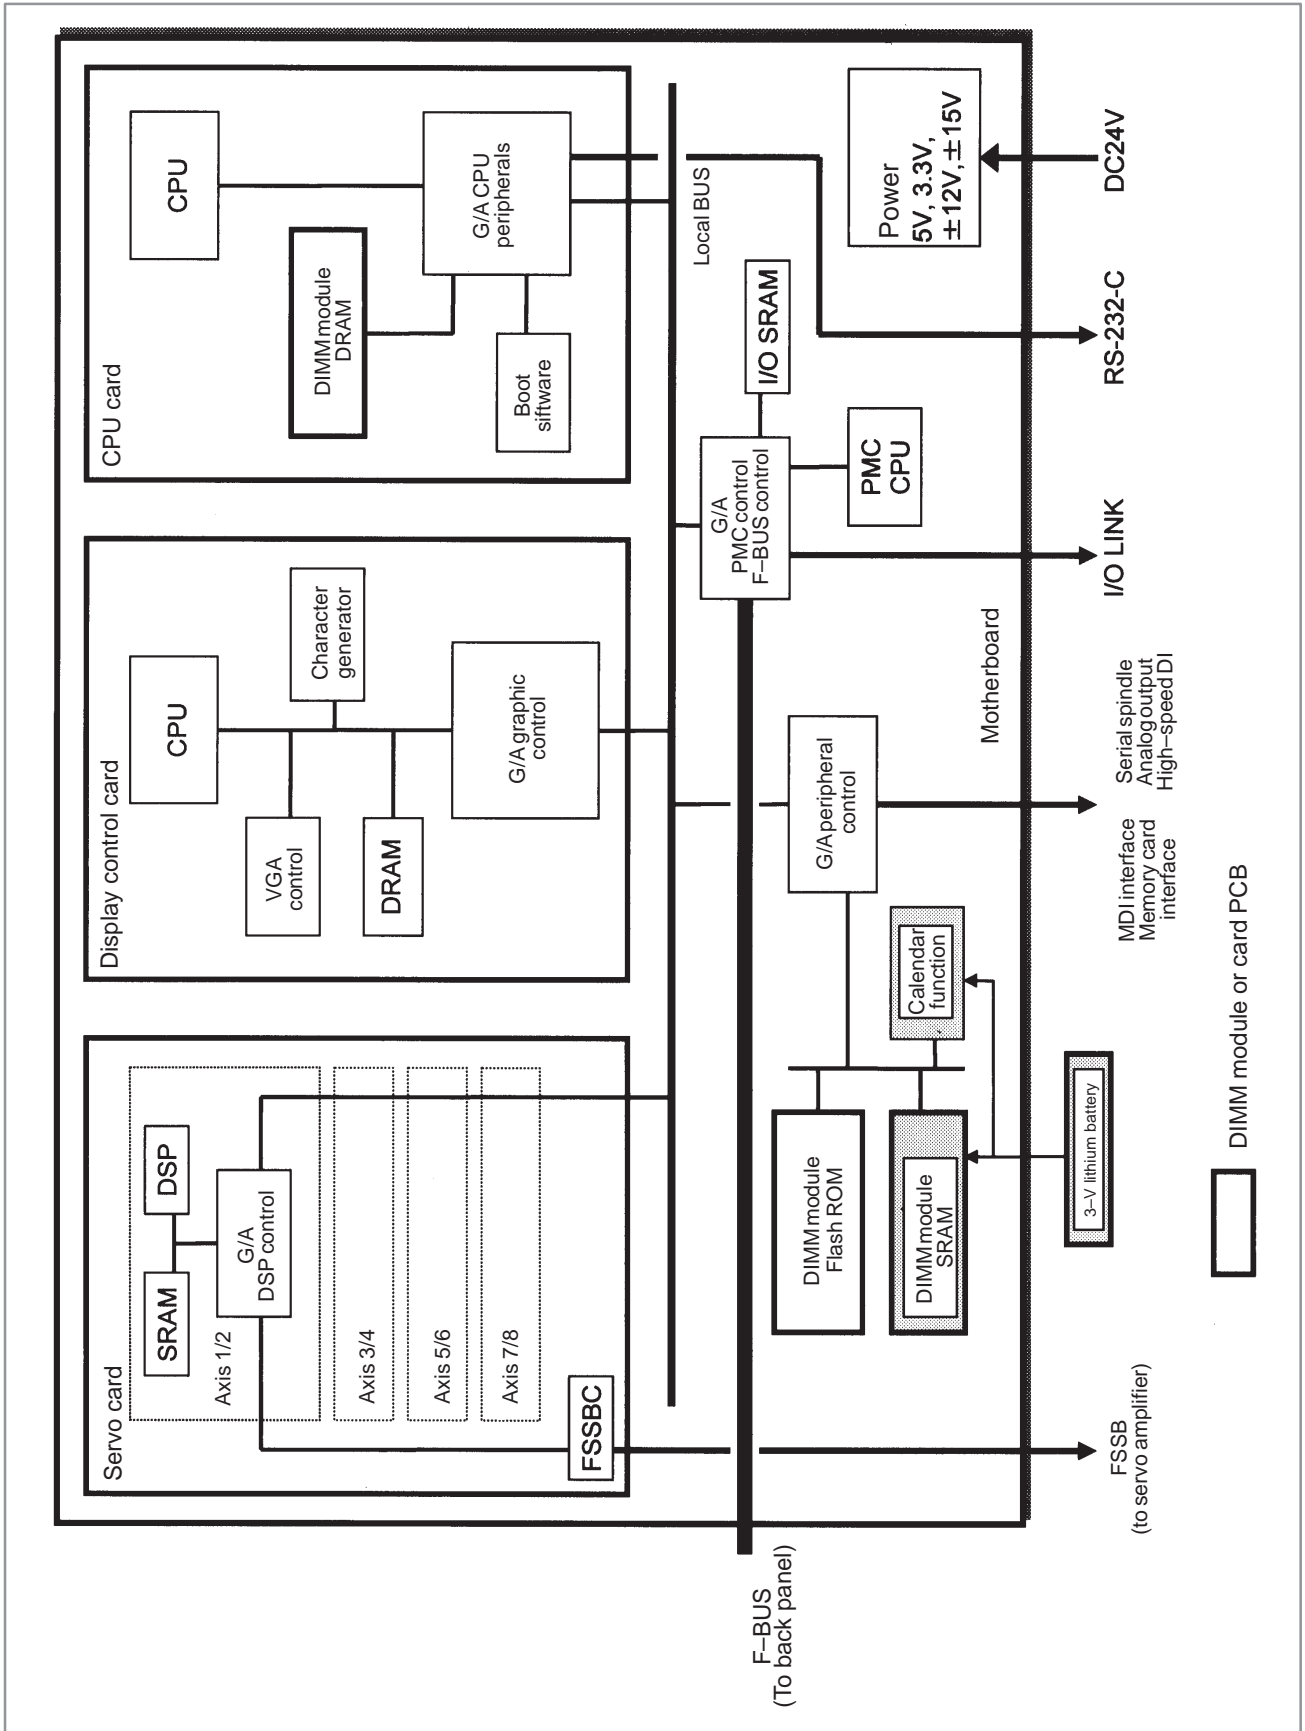 Servo card
SRAM
DSP
G/A
DSP control
Axis 1/2
Axis 3/4
Axis 5/6
Axis 7/8
FSSBC
Display control card
CPU
VGA
control
Character
generator
DRAM
G/A graphic
control
CPU card
CPU
DIMM module
DRAM
G/A CPU
peripherals
Boot
siftware
Local BUS
F–BUS
(To back panel)
G/A
PMC control
F–BUS control
I/O SRAM
PMC
CPU
Power
5V, 3.3V,
±12V, ±15V
DIMM module
Flash ROM
DIMM module
SRAM
Calendar
function
G/A peripheral
control
Motherboard
3–V lithium battery
FSSB
(to servo amplifier)
MDI interface
Memory card
interface
Serial spindle
Analog output
High–speed DI
I/O LINK
RS-232-C
DC24V
DIMM module or card PCB